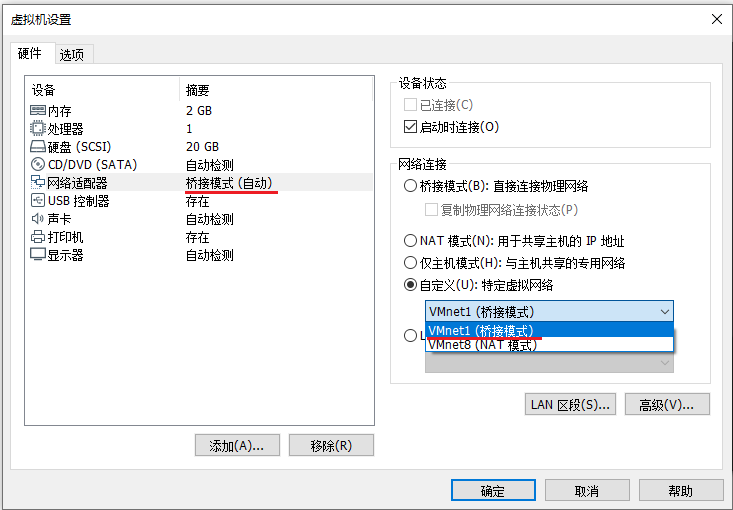 虚拟机设置
硬件 选项
设备 摘要
内存 2 GB
处理器 1
硬盘 (SCSI) 20 GB
CD/DVD (SATA) 自动检测
网络适配器 桥接模式 (自动)
USB 控制器 存在
声卡 自动检测
打印机 存在
显示器 自动检测
添加(A)... 移除(R)
设备状态
已连接(C)
启动时连接(O)
网络连接
桥接模式(B): 直接连接物理网络
复制物理网络连接状态(P)
NAT 模式(N): 用于共享主机的 IP 地址
仅主机模式(H): 与主机共享的专用网络
自定义(U): 特定虚拟网络
VMnet1 (桥接模式)
VMnet1 (桥接模式)
VMnet8 (NAT 模式)
LAN 区段(S)... 高级(V)...
确定 取消 帮助